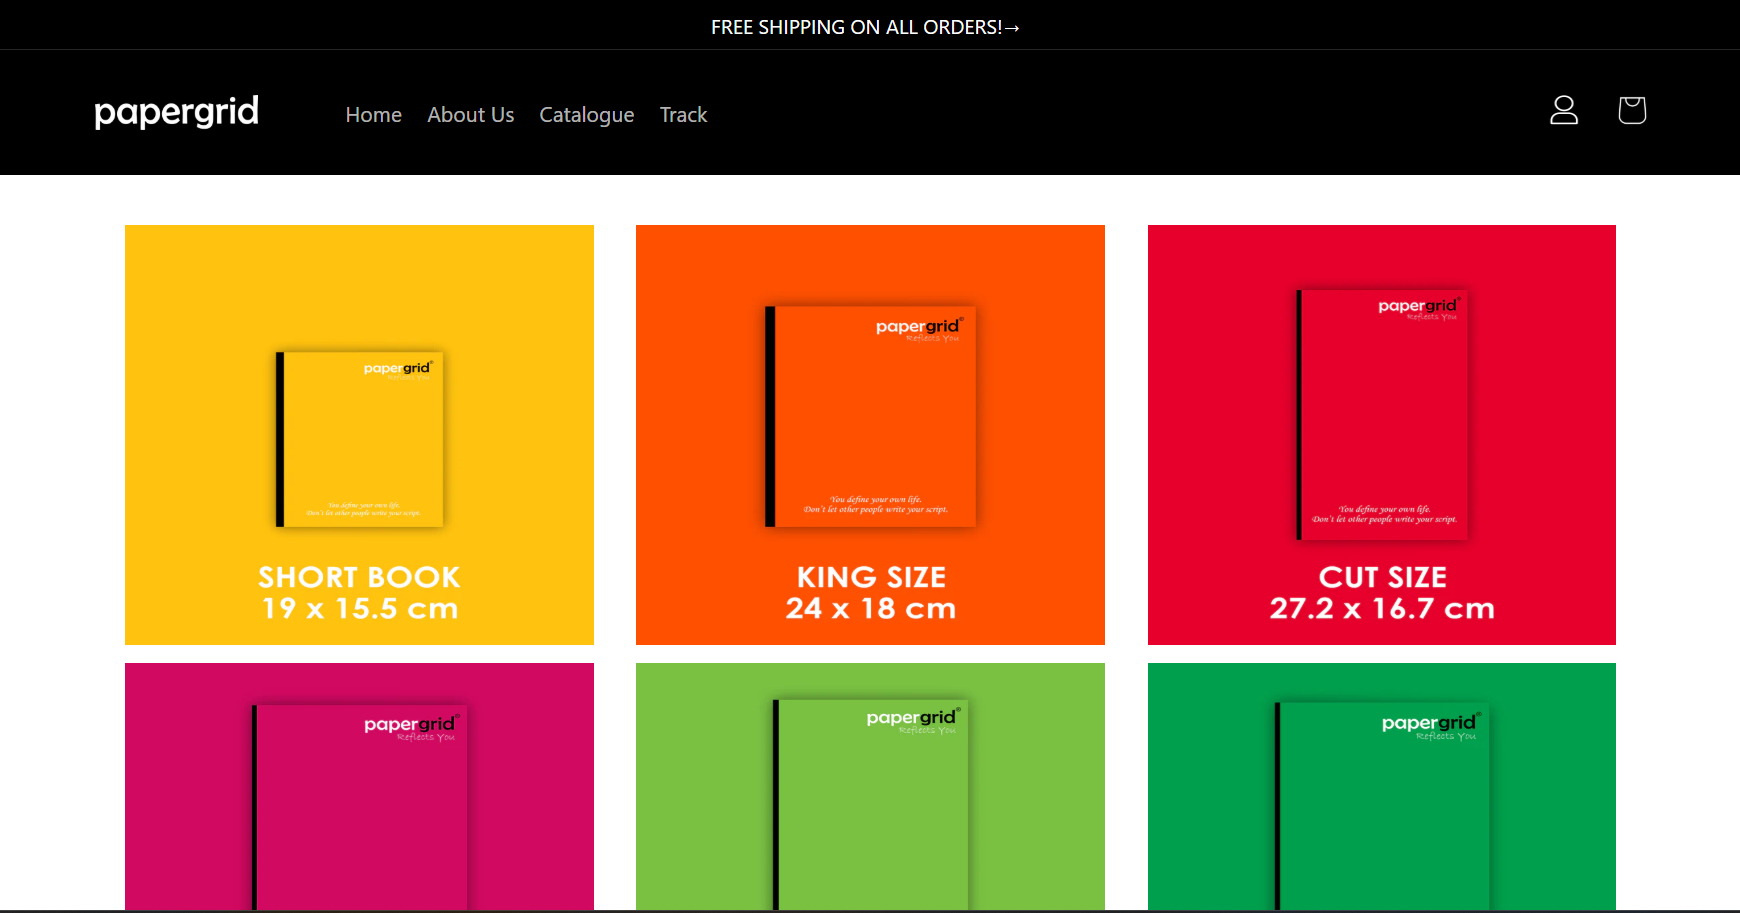 FREE SHIPPING ON ALL ORDERS!→
papergrid
Home About Us Catalogue Track
papergrid®
Reflects You
You define your own life.
Don't let other people write your script.
SHORT BOOK
19 x 15.5 cm
papergrid®
Reflects You
You define your own life.
Don't let other people write your script.
KING SIZE
24 x 18 cm
papergrid®
Reflects You
You define your own life.
Don't let other people write your script.
CUT SIZE
27.2 x 16.7 cm
papergrid®
Reflects You
papergrid®
Reflects You
papergrid®
Reflects You